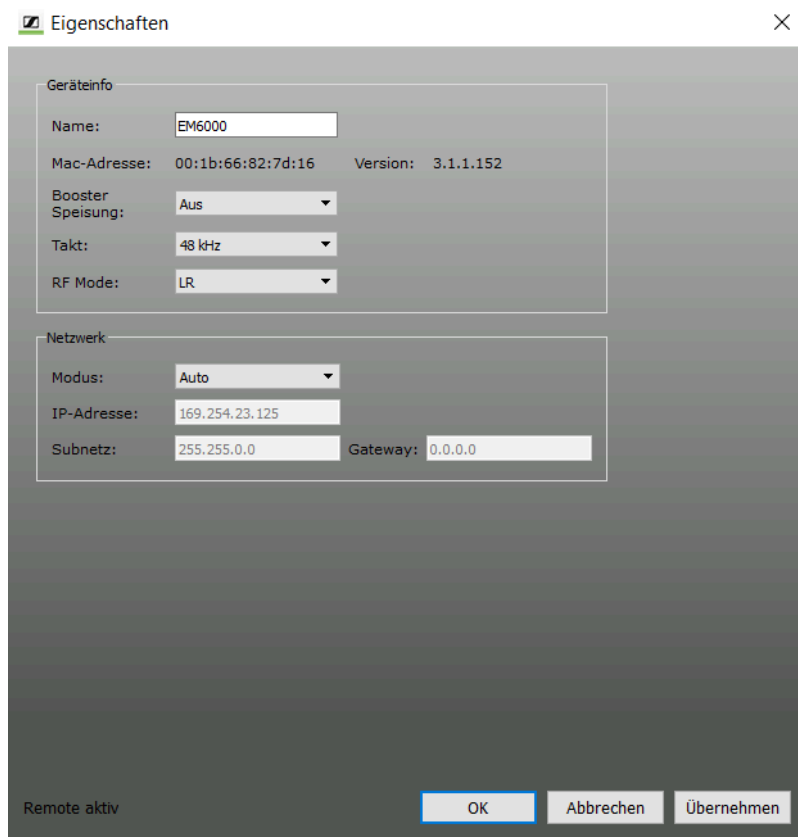 Eigenschaften
Geräteinfo
Name: EM6000
Mac-Adresse: 00:1b:66:82:7d:16 Version: 3.1.1.152
Booster
Speisung: Aus
Takt: 48 kHz
RF Mode: LR
Netzwerk
Modus: Auto
IP-Adresse: 169.254.23.125
Subnetz: 255.255.0.0 Gateway: 0.0.0.0
Remote aktiv OK Abbrechen Übernehmen